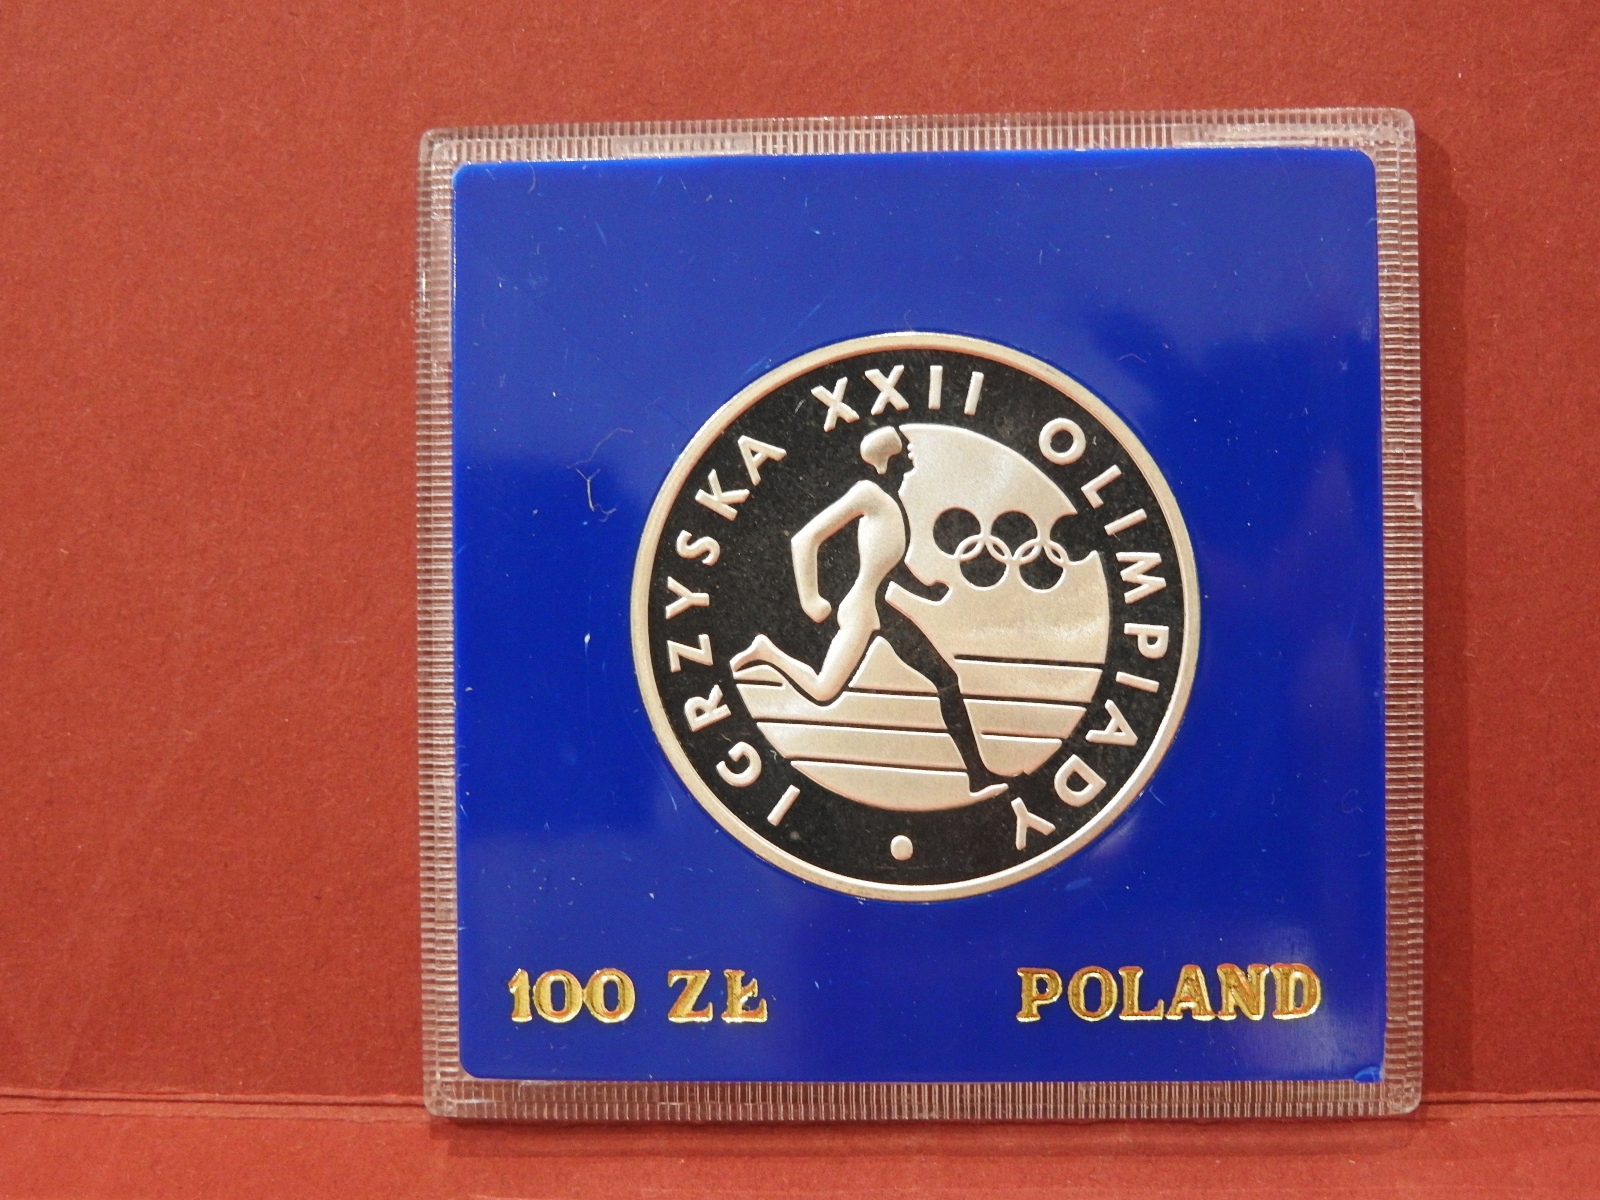 IGRZYSKA XXII OLIMPIADY
100 ZŁ POLAND